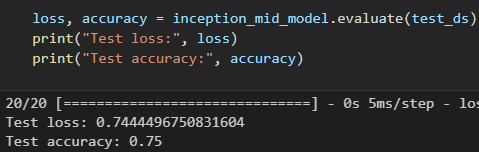 loss, accuracy = inception_mid_model.evaluate(test_ds)
print("Test loss:", loss)
print("Test accuracy:", accuracy)
20/20 [==============================] - 0s 5ms/step - los
Test loss: 0.7444496750831604
Test accuracy: 0.75